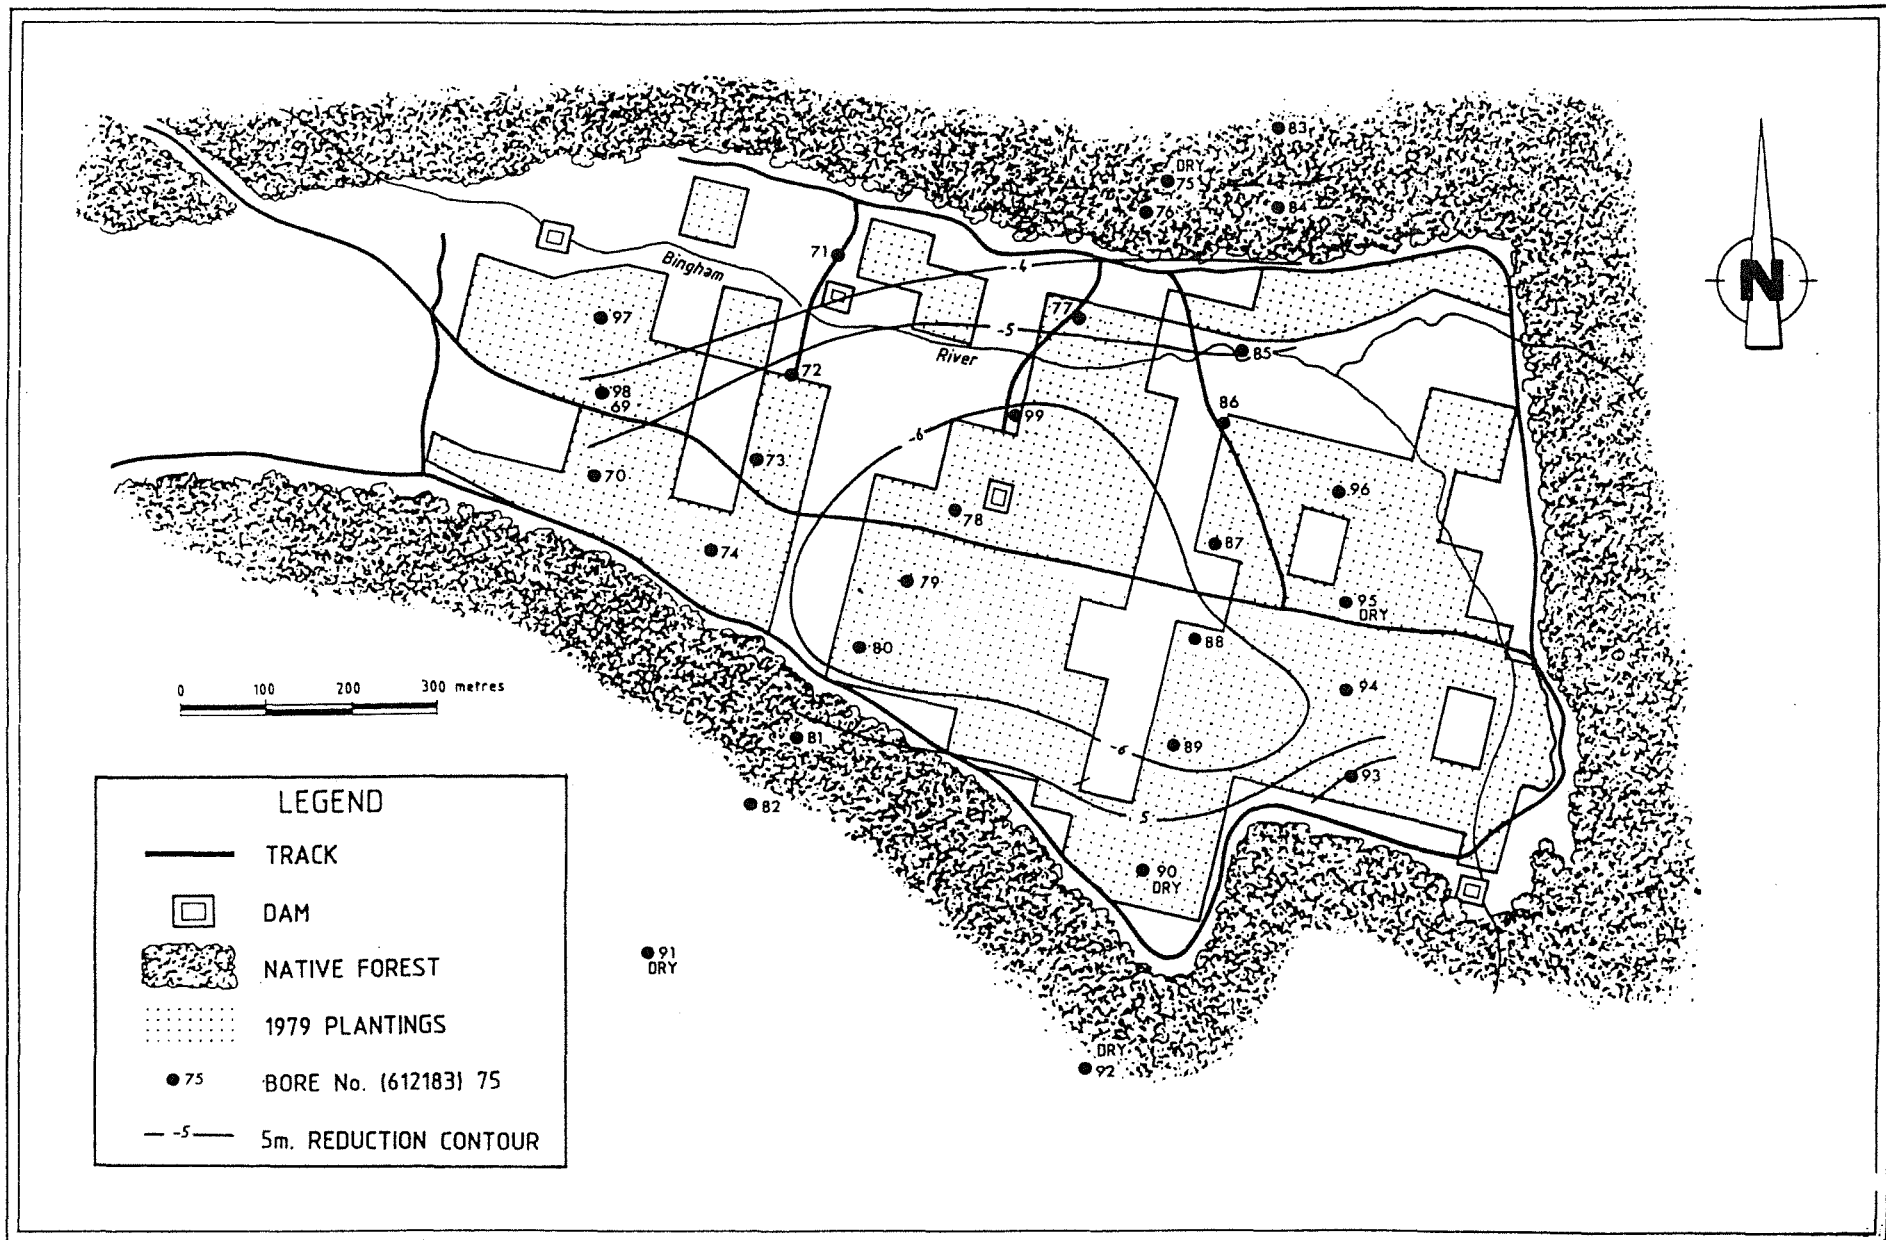 83
DRY
75
76
84
N
71
Bingham
-4
97
77
-5
River
85
72
98
69
99
86
-6
73
70
96
78
74
87
79
95
DRY
88
80
94
0 100 200 300 metres
81
89
-6
93
82
5
90
DRY
91
DRY
DRY
92
LEGEND
TRACK
DAM
NATIVE FOREST
1979 PLANTINGS
75 BORE No. (612183) 75
-5 5m. REDUCTION CONTOUR